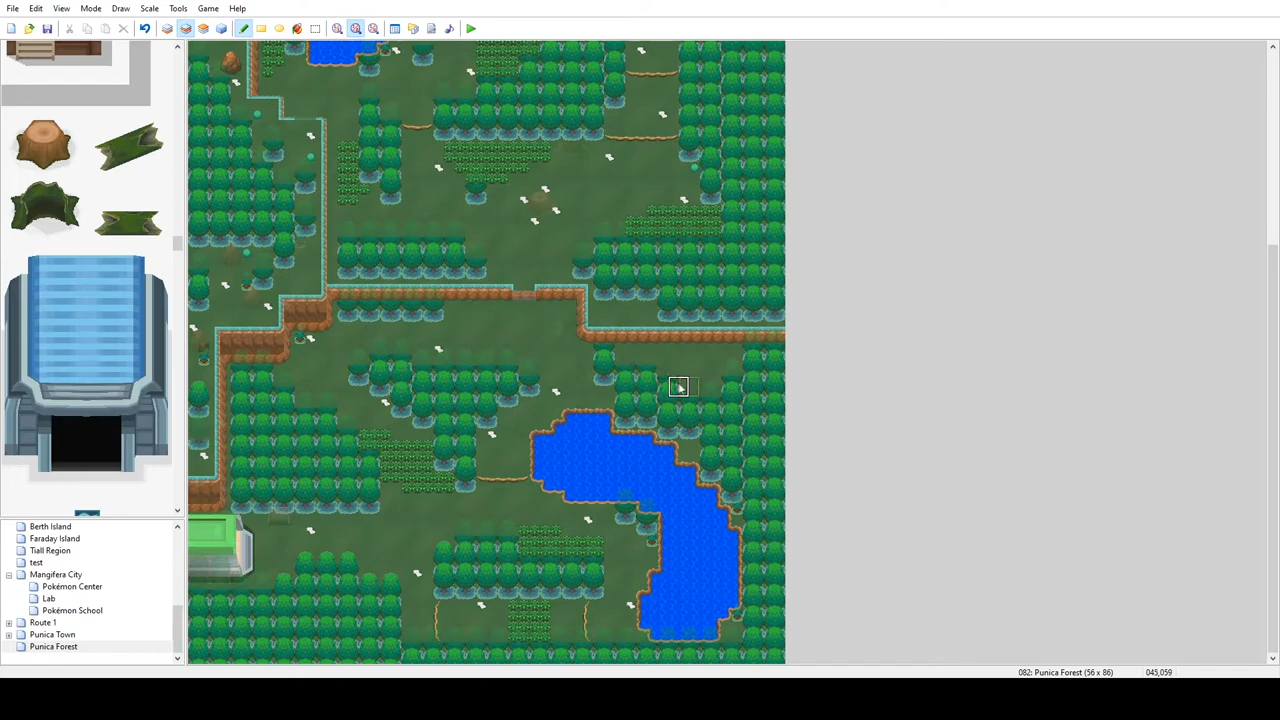 File Edit View Mode Draw Scale Tools Game Help
Berth Island
Faraday Island
Tiall Region
test
Mangifera City
Pokémon Center
Lab
Pokémon School
Route 1
Punica Town
Punica Forest
082: Punica Forest (56 x 86) 045,059